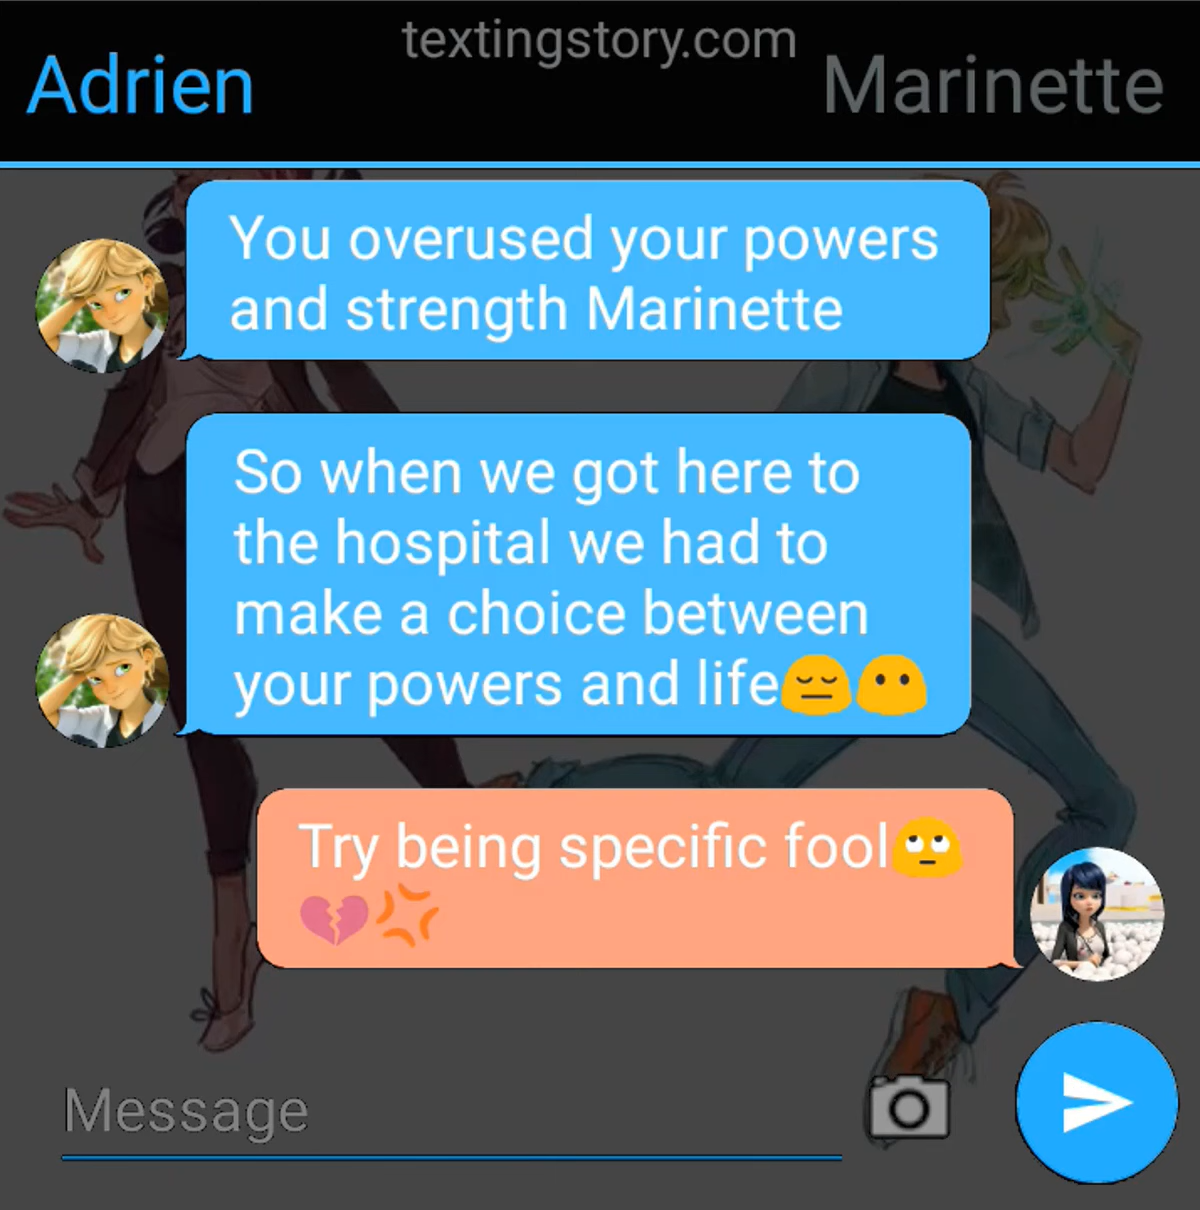 textingstory.com
Adrien
Marinette
You overused your powers
and strength Marinette
So when we got here to
the hospital we had to
make a choice between
your powers and life😔😶
Try being specific fool🙄
💔💢
Message